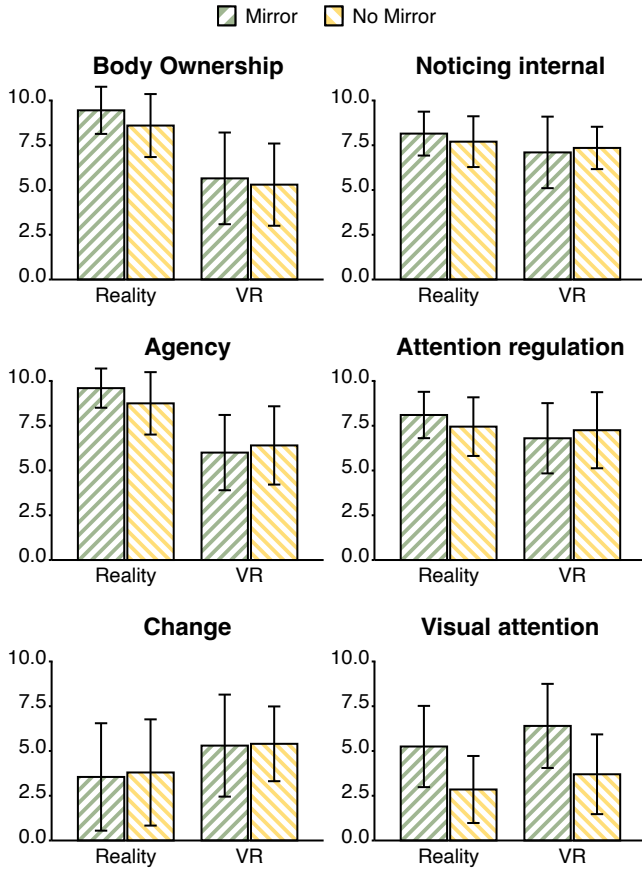 Mirror No Mirror
Body Ownership
10.0
7.5
5.0
2.5
0.0
Reality VR
Noticing internal
10.0
7.5
5.0
2.5
0.0
Reality VR
Agency
10.0
7.5
5.0
2.5
0.0
Reality VR
Attention regulation
10.0
7.5
5.0
2.5
0.0
Reality VR
Change
10.0
7.5
5.0
2.5
0.0
Reality VR
Visual attention
10.0
7.5
5.0
2.5
0.0
Reality VR